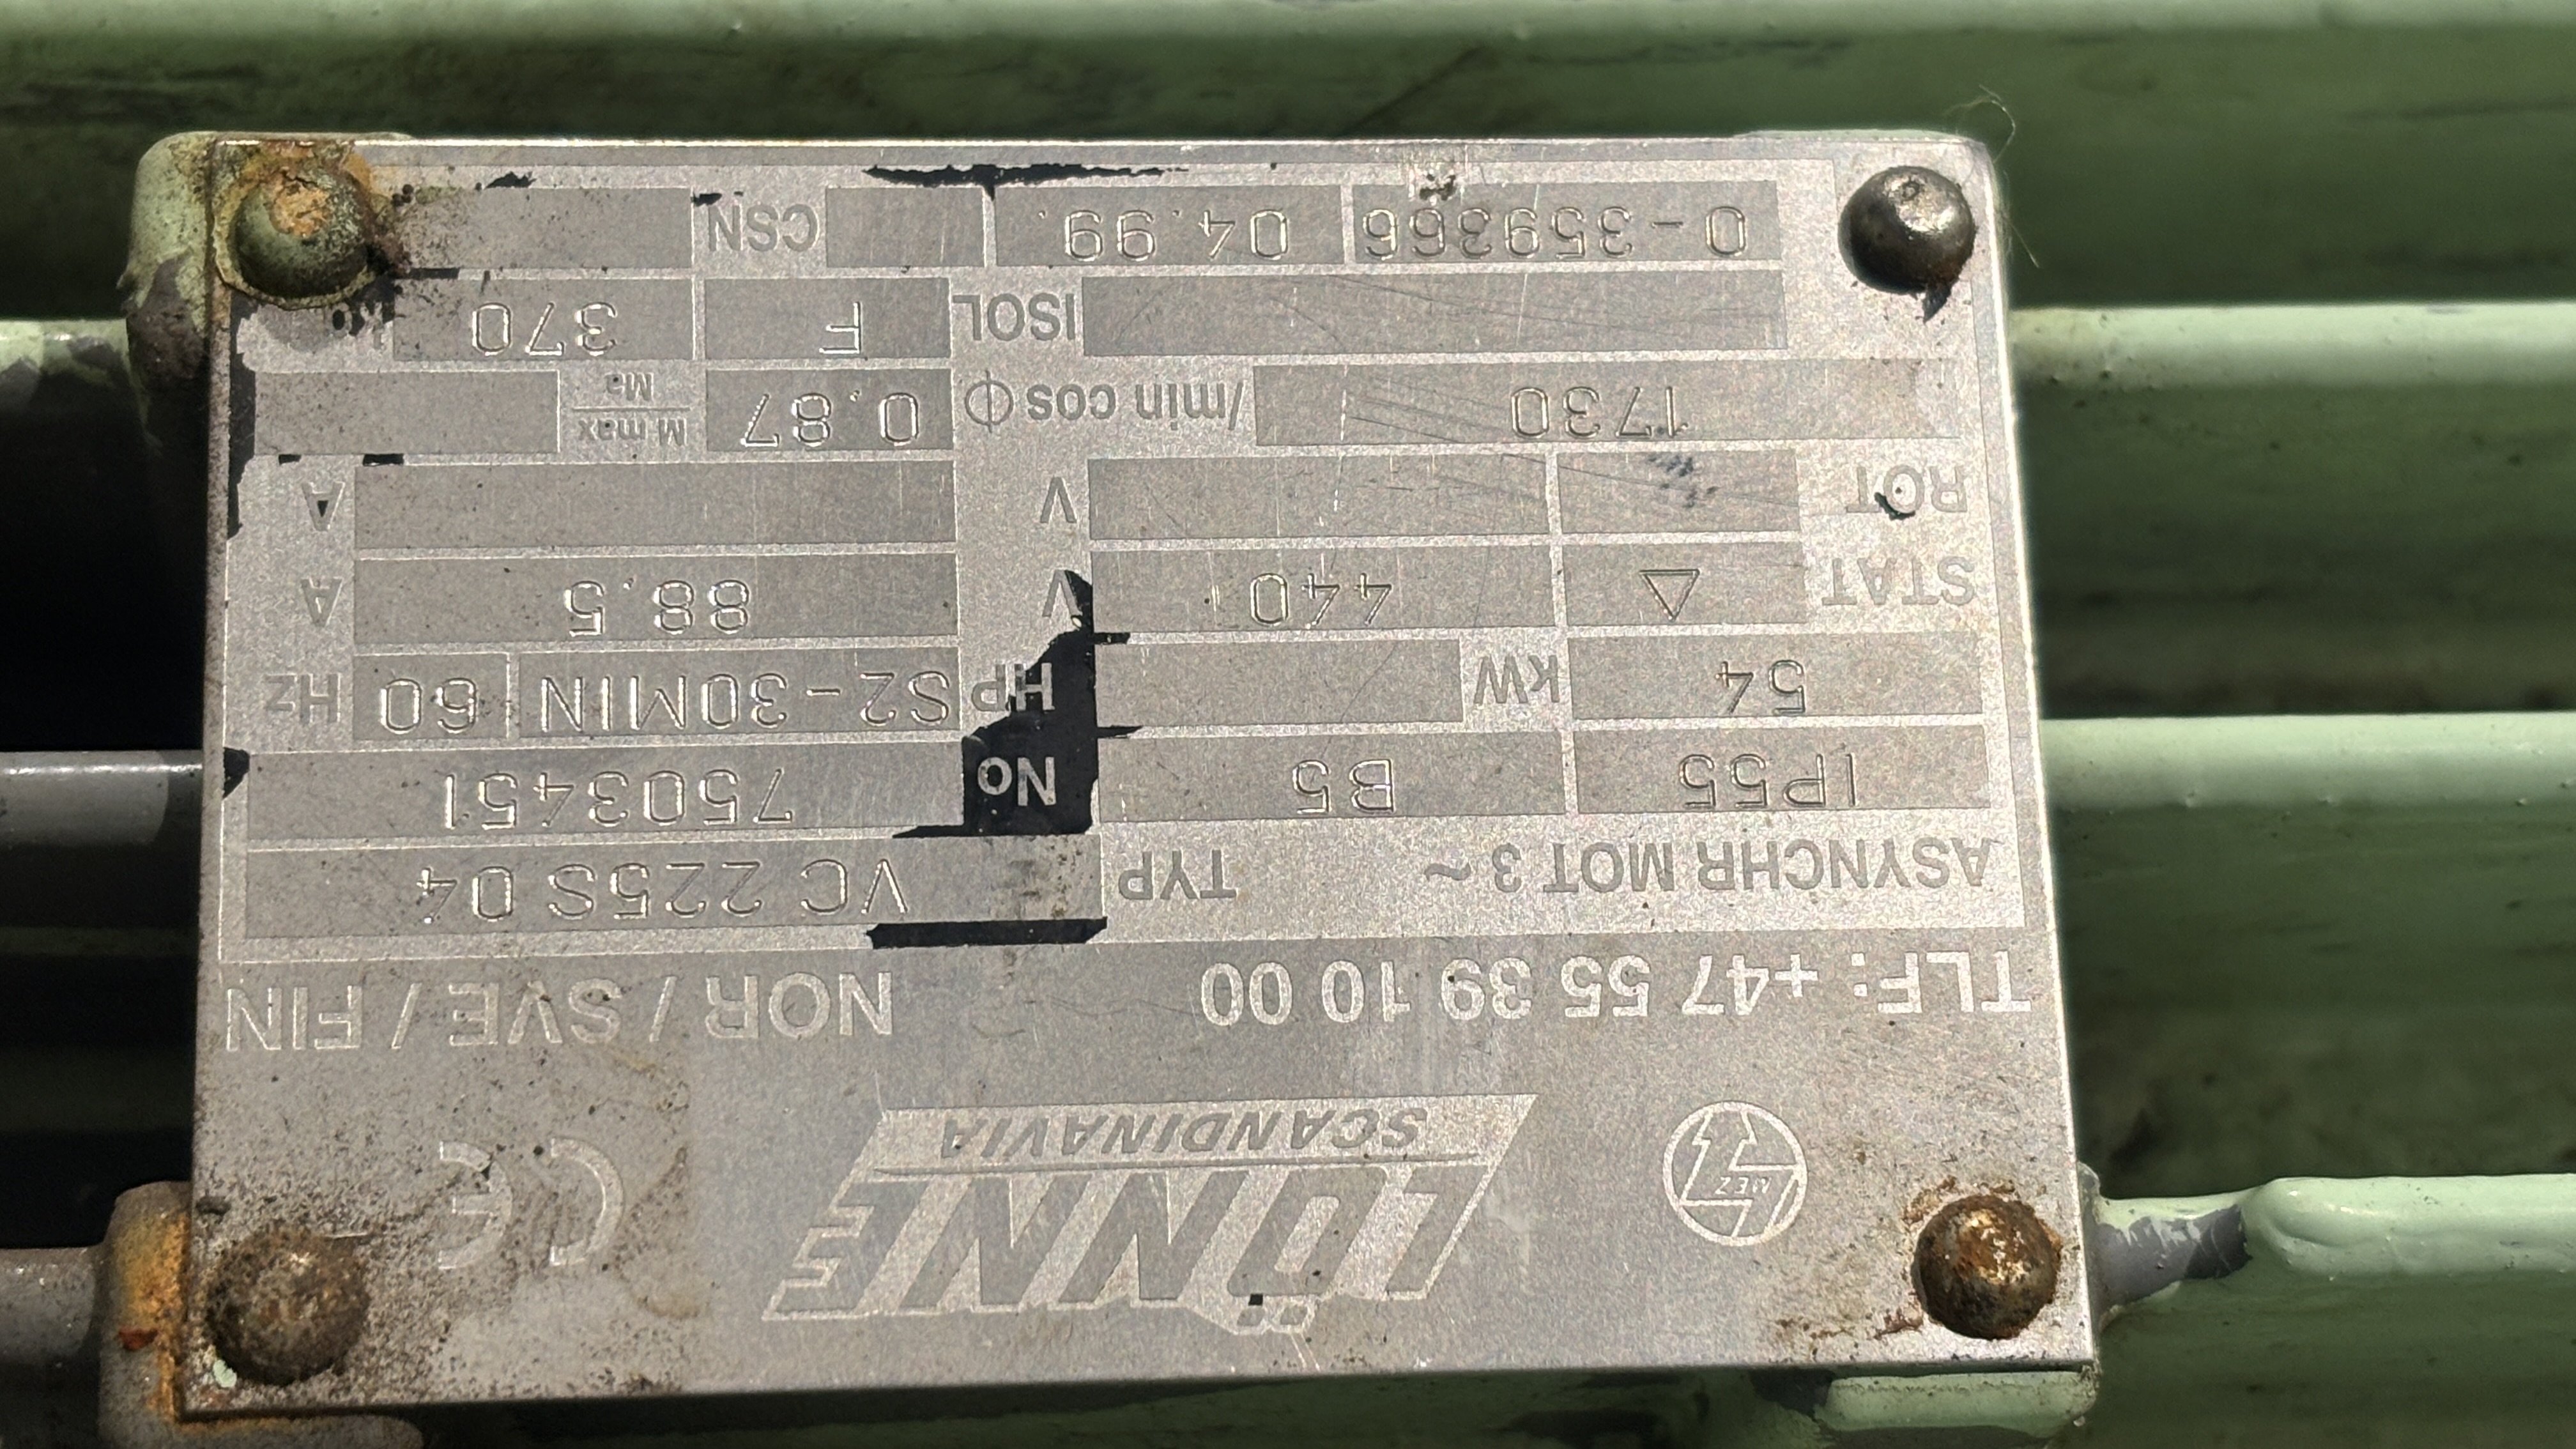 MEZ
LÖNNE
SCANDINAVIA
CE
TLF: +47 55 39 10 00 NOR / SVE / FIN
ASYNCHR MOT 3~ TYP VC 225S 04
IP55 B5 No 7503451
54 kW HP S2-30MIN 60 Hz
STAT. △ 440 V 88.5 A
ROT V A
1730 /min cos Φ 0.87 M max
Ma
ISOL F 370
0-359366 04.99. CSN